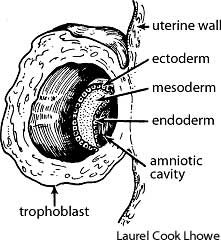 uterine wall
ectoderm
mesoderm
endoderm
amniotic
cavity
trophoblast
Laurel Cook Lhowe